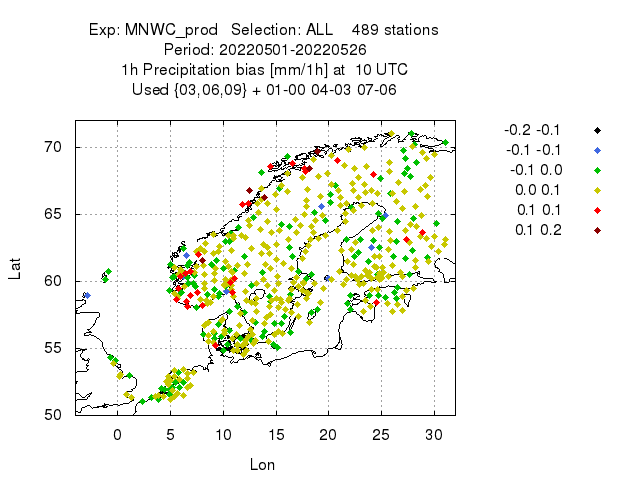 Exp: MNWC_prod   Selection: ALL    489 stations
Period: 20220501-20220526
1h Precipitation bias [mm/1h] at  10 UTC
Used {03,06,09} + 01-00 04-03 07-06
-0.2 -0.1
-0.1 -0.1
-0.1 0.0
0.0 0.1
0.1 0.1
0.1 0.2
Lat
70
65
60
55
50
0 5 10 15 20 25 30
Lon